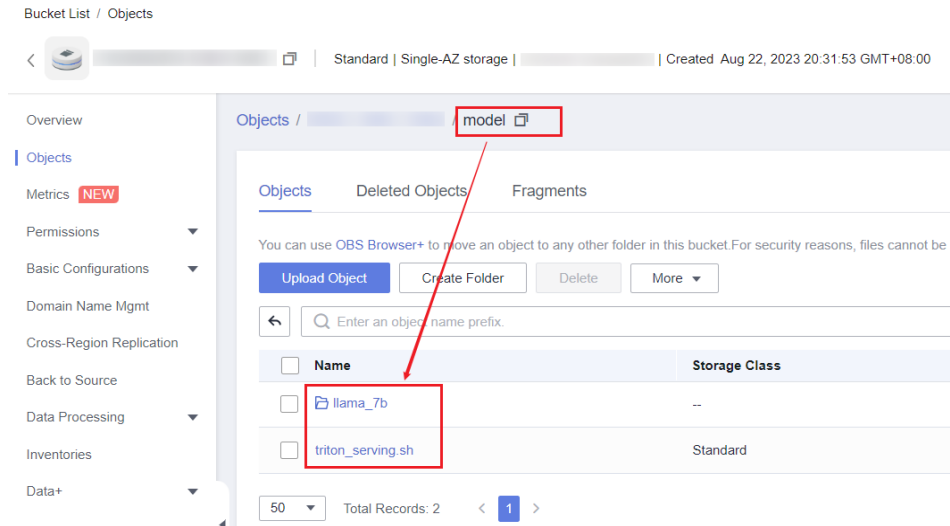 Bucket List / Objects
Standard | Single-AZ storage | | Created Aug 22, 2023 20:31:53 GMT+08:00
Overview
Objects
Metrics NEW
Permissions
Basic Configurations
Domain Name Mgmt
Cross-Region Replication
Back to Source
Data Processing
Inventories
Data+
Objects / / model
Objects Deleted Objects Fragments
You can use OBS Browser+ to move an object to any other folder in this bucket.For security reasons, files cannot be
Upload Object Create Folder Delete More
Enter an object name prefix.
Name Storage Class
llama_7b --
triton_serving.sh Standard
50 Total Records: 2 < 1 >